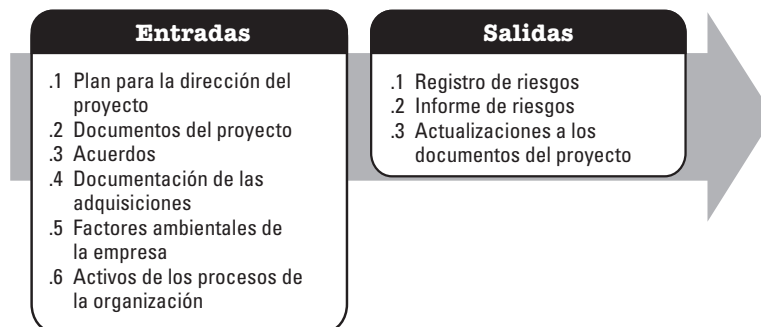 Entradas
.1 Plan para la dirección del
proyecto
.2 Documentos del proyecto
.3 Acuerdos
.4 Documentación de las
adquisiciones
.5 Factores ambientales de
la empresa
.6 Activos de los procesos de
la organización
Salidas
.1 Registro de riesgos
.2 Informe de riesgos
.3 Actualizaciones a los
documentos del proyecto